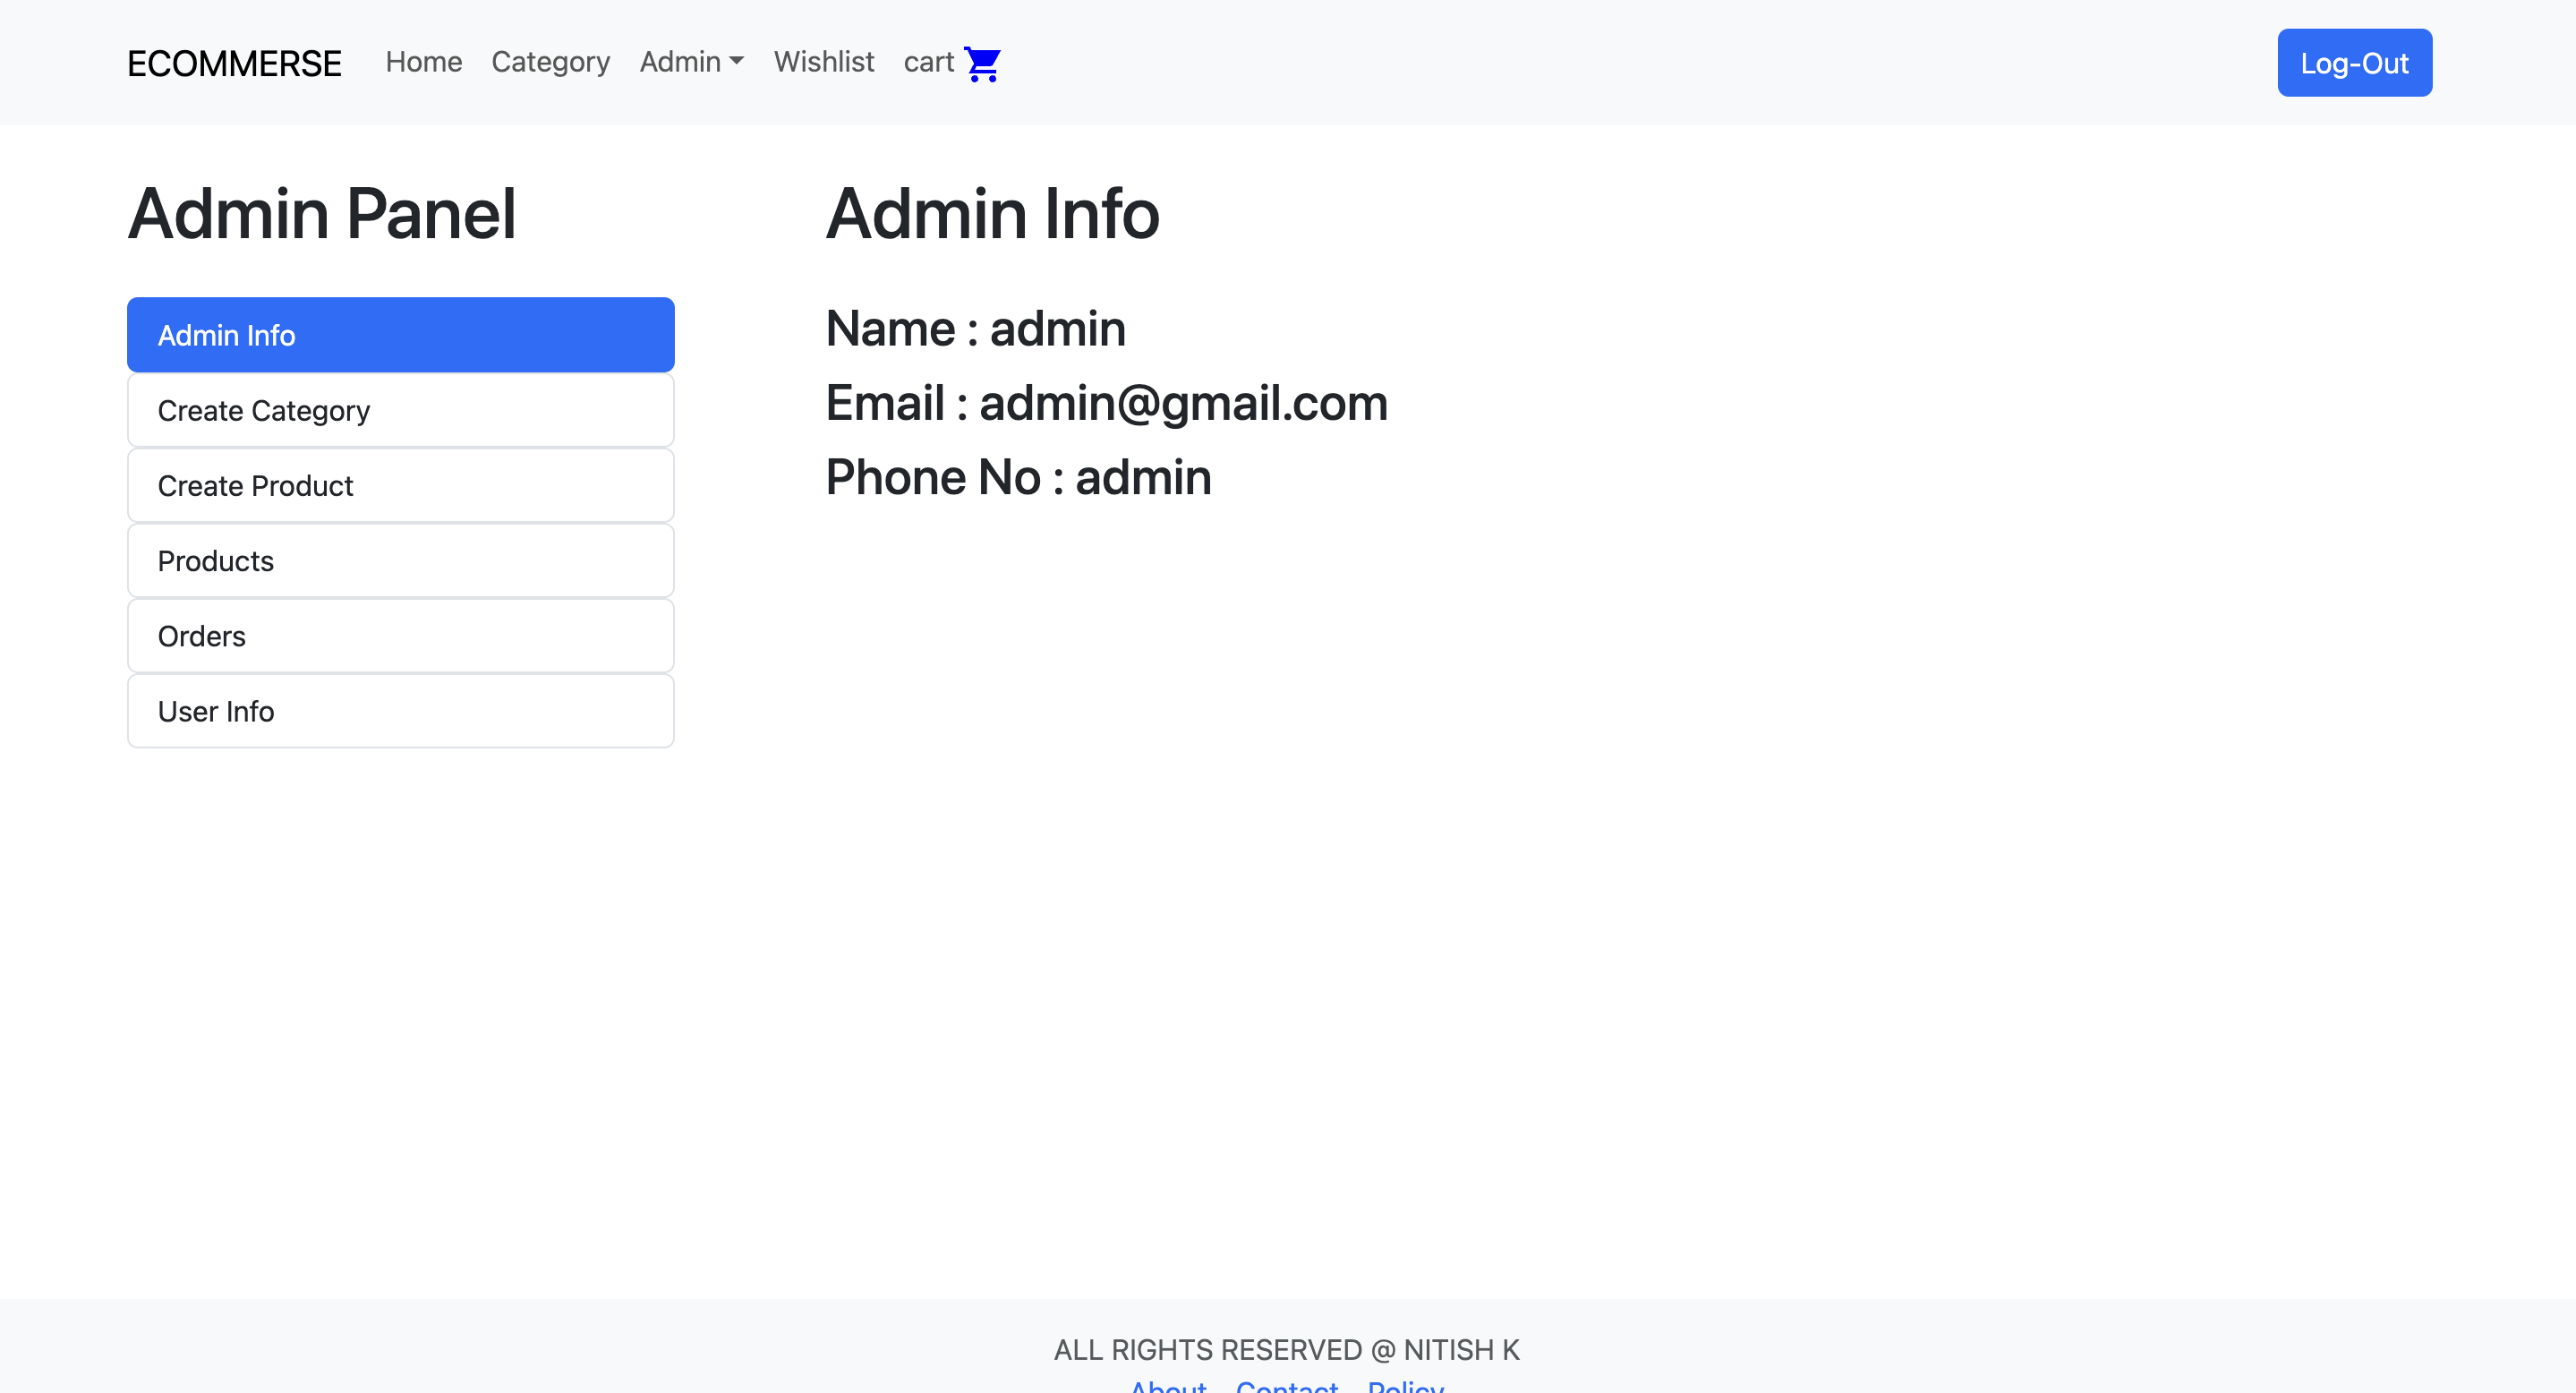 ECOMMERSE Home Category Admin Wishlist cart Log-Out
Admin Panel
Admin Info
Create Category
Create Product
Products
Orders
User Info
Admin Info
Name : admin
Email : admin@gmail.com
Phone No : admin
ALL RIGHTS RESERVED @ NITISH K
About Contact Policy